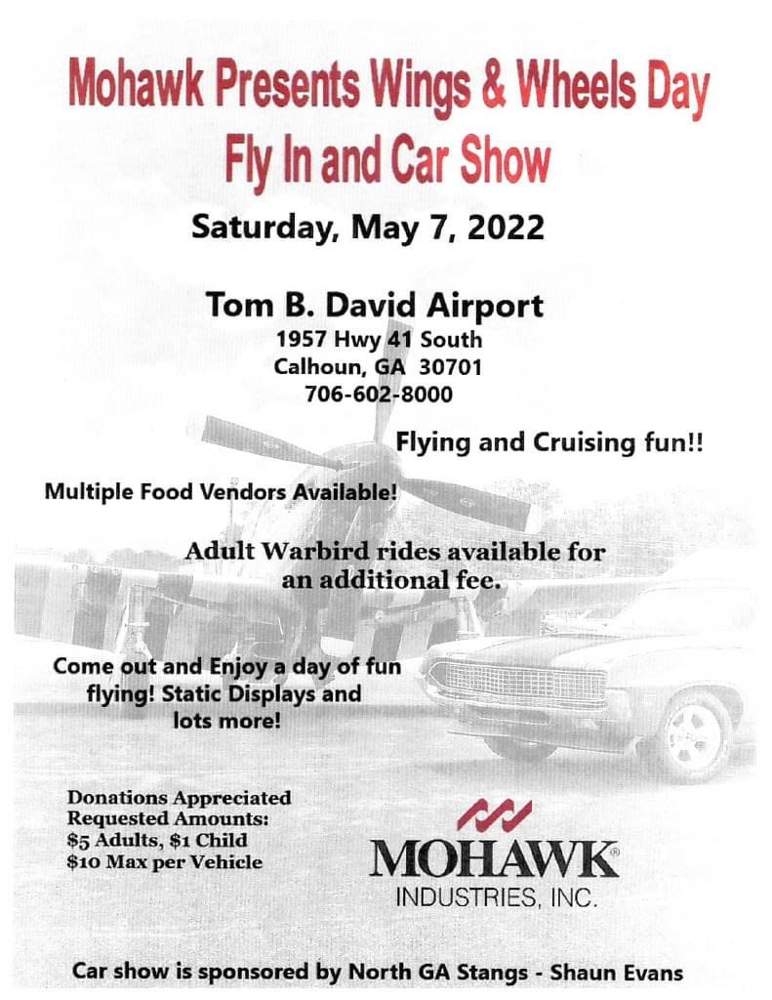 Mohawk Presents Wings & Wheels Day
Fly In and Car Show
Saturday, May 7, 2022
Tom B. David Airport
1957 Hwy 41 South
Calhoun, GA 30701
706-602-8000
Flying and Cruising fun!!
Multiple Food Vendors Available!
Adult Warbird rides available for
an additional fee.
Come out and Enjoy a day of fun
flying! Static Displays and
lots more!
Donations Appreciated
Requested Amounts:
$5 Adults, $1 Child
$10 Max per Vehicle
MOHAWK®
INDUSTRIES, INC.
Car show is sponsored by North GA Stangs - Shaun Evans